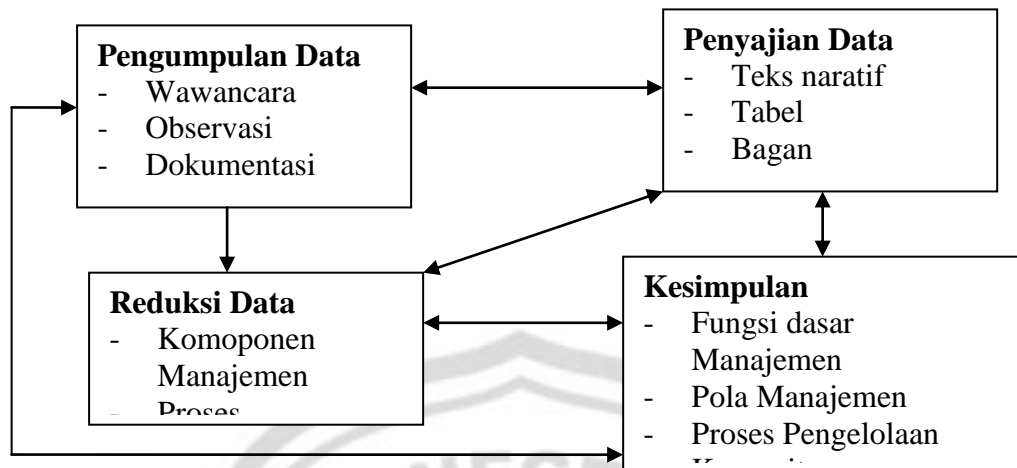 Pengumpulan Data
- Wawancara
- Observasi
- Dokumentasi
Penyajian Data
- Teks naratif
- Tabel
- Bagan
Reduksi Data
- Komoponen
Manajemen
- Proses
Kesimpulan
- Fungsi dasar
Manajemen
- Pola Manajemen
- Proses Pengelolaan